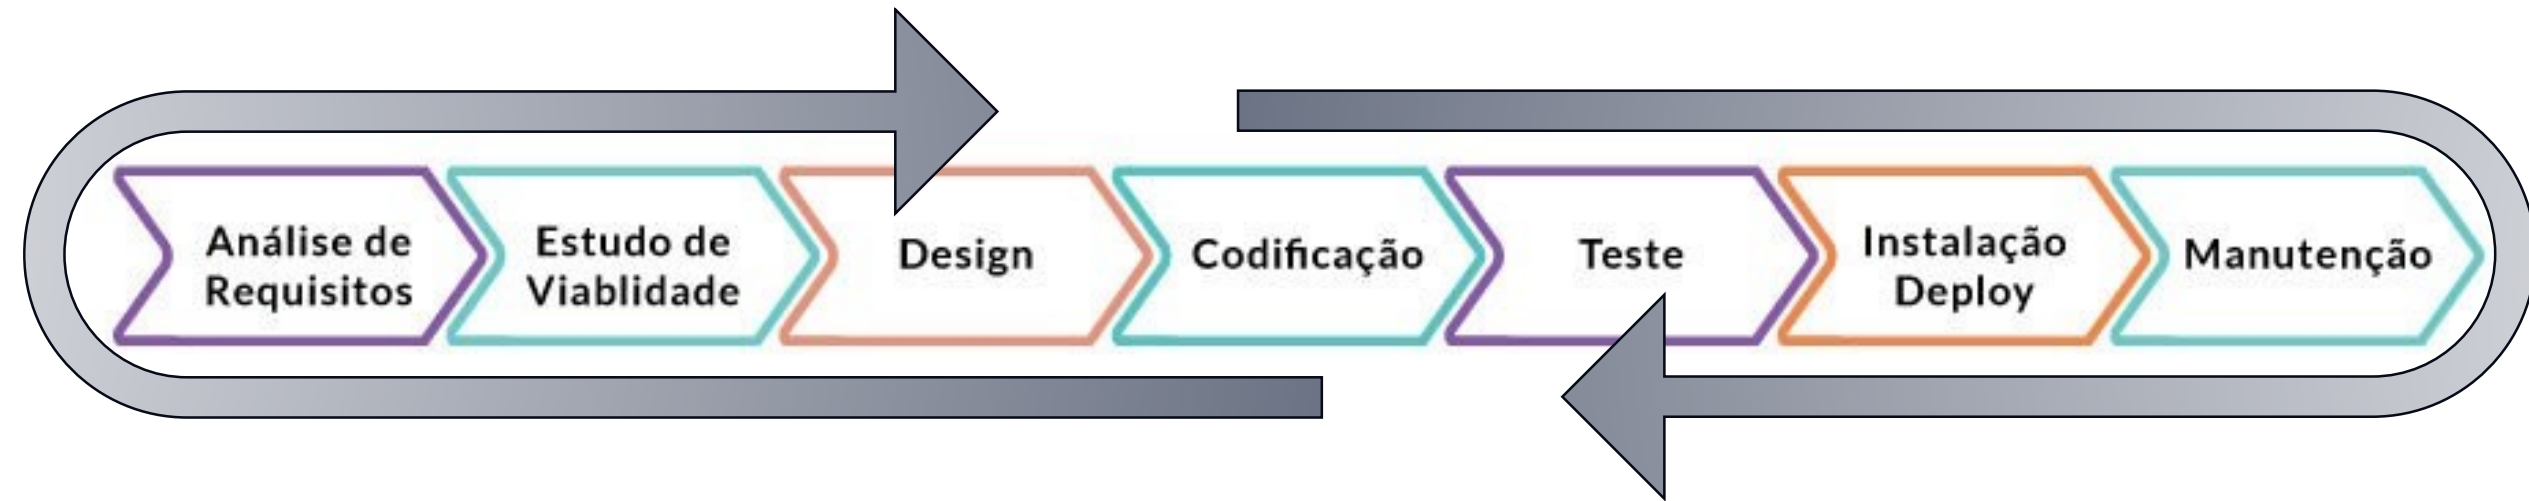 Análise de
Requisitos
Estudo de
Viablidade
Design
Codificação
Teste
Instalação
Deploy
Manutenção